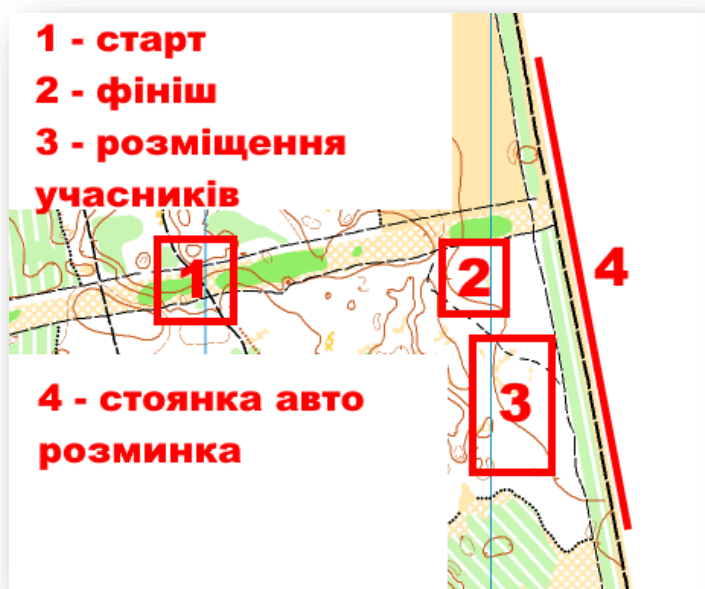 1 - старт
2 - фініш
3 - розміщення
учасників
1
2
4
3
4 - стоянка авто
розминка